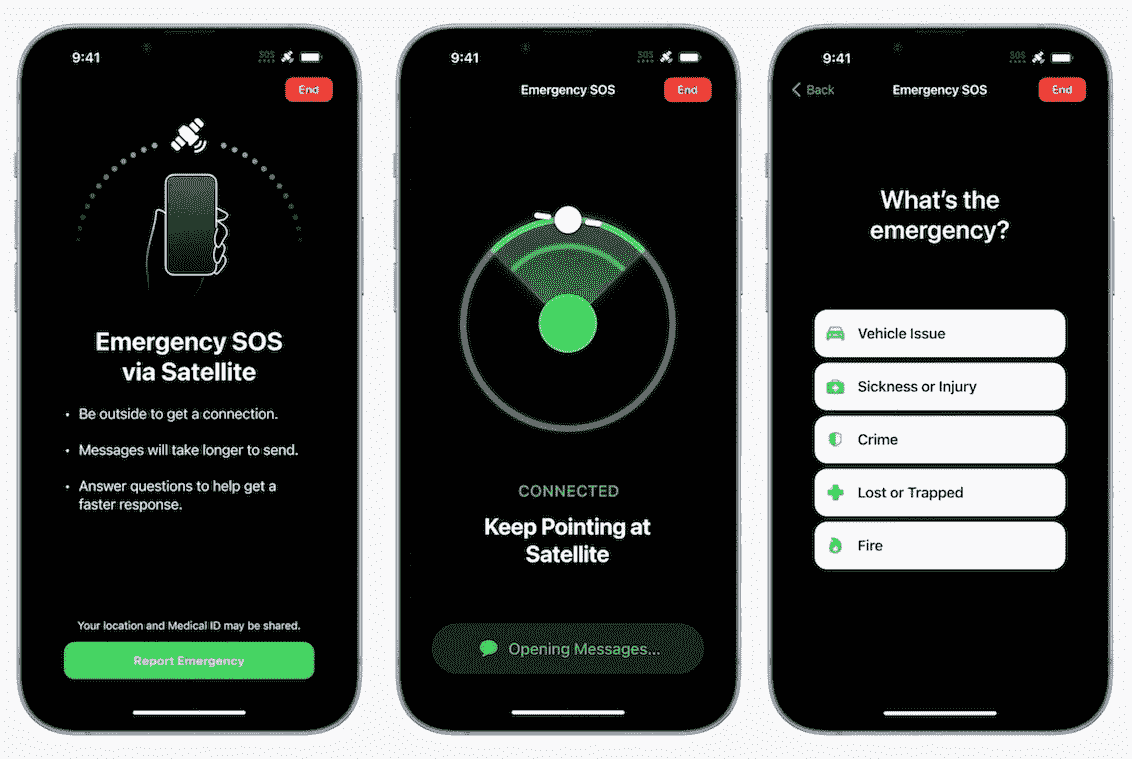 9:41
SOS
End
Emergency SOS
via Satellite
• Be outside to get a connection.
• Messages will take longer to send.
• Answer questions to help get a
faster response.
Your location and Medical ID may be shared.
Report Emergency
9:41
SOS
Emergency SOS
End
CONNECTED
Keep Pointing at
Satellite
Opening Messages...
9:41
SOS
Back
Emergency SOS
End
What's the
emergency?
Vehicle Issue
Sickness or Injury
Crime
Lost or Trapped
Fire